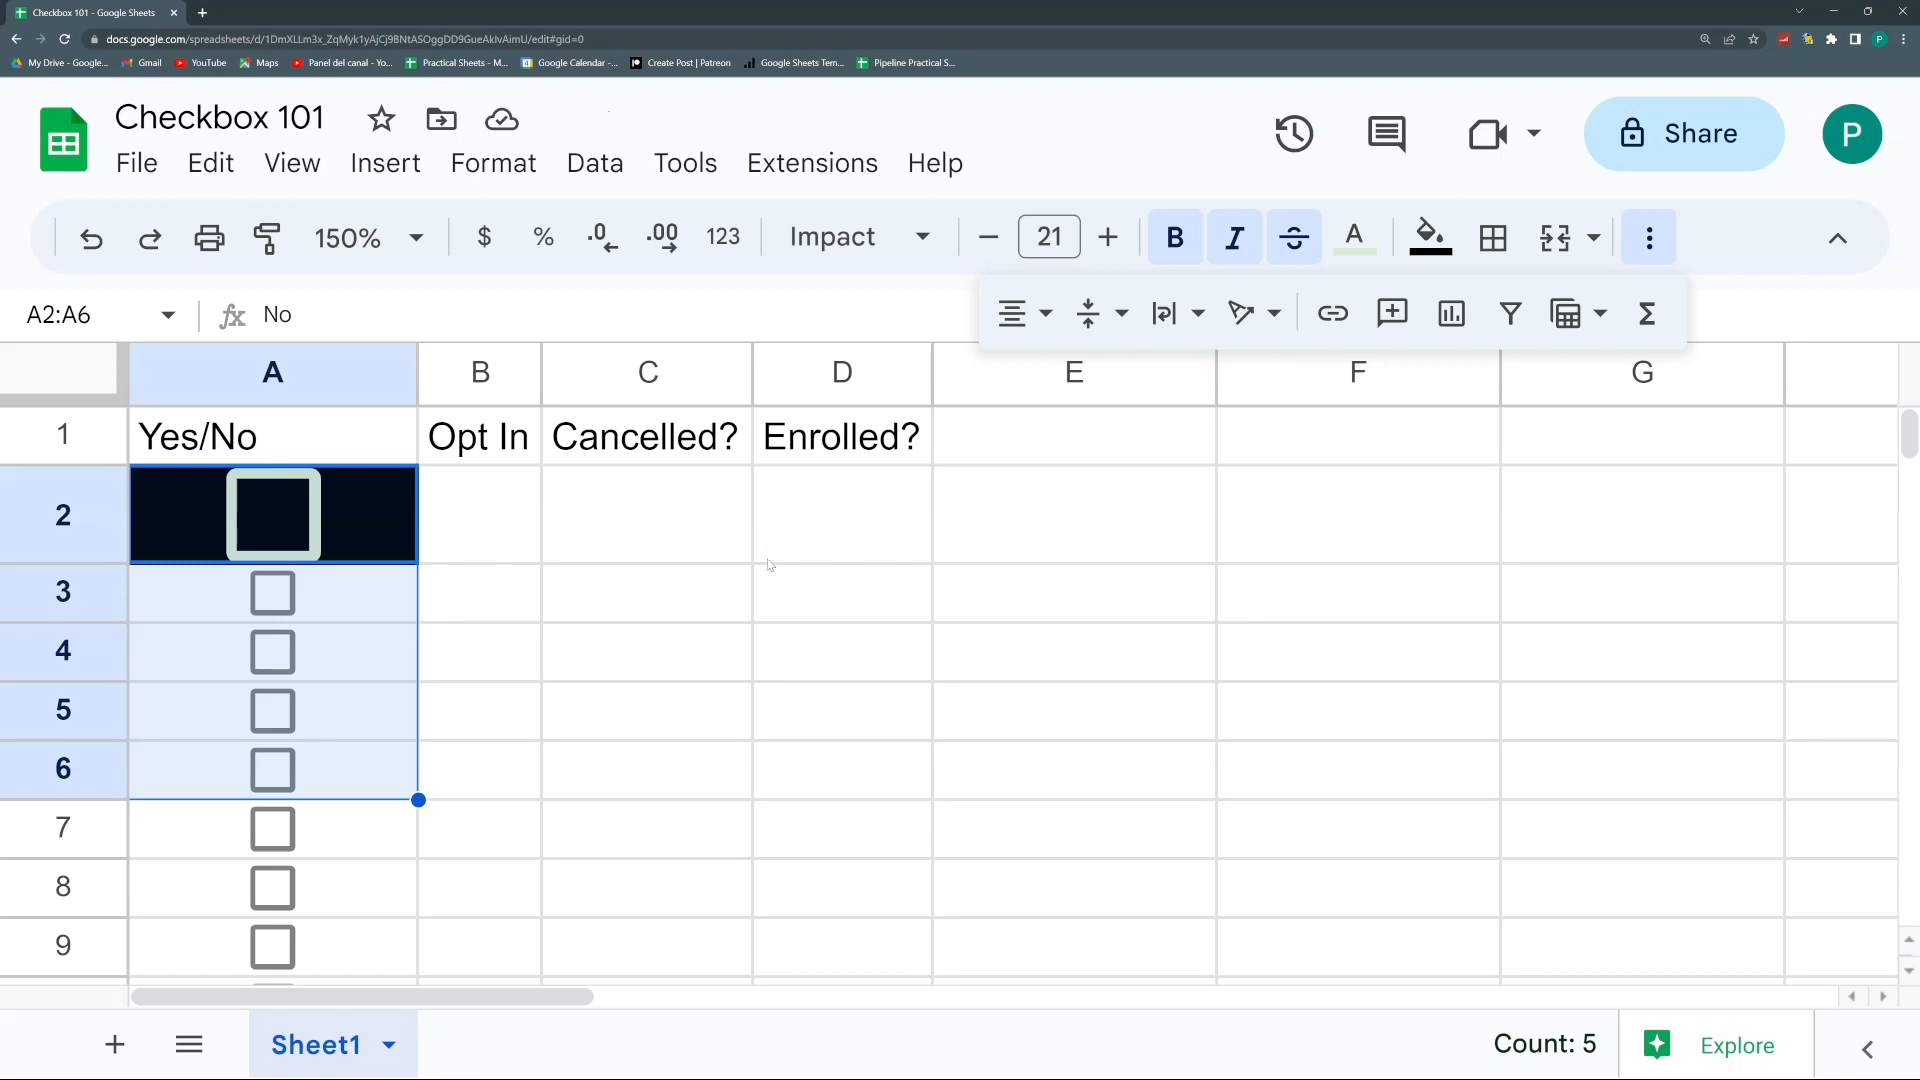 Checkbox 101 - Google Sheets
docs.google.com/spreadsheets/d/1DmXLLm3x_ZqMyk1yAjCj9BNtASOggDD9GueAkIvAimU/edit#gid=0
My Drive - Google... Gmail YouTube Maps Panel del canal - Yo... Practical Sheets - M... Google Calendar -... Create Post | Patreon Google Sheets Tem... Pipeline Practical S...
Checkbox 101
Share
P
File Edit View Insert Format Data Tools Extensions Help
150% $ % .0 .00 123 Impact 21 B I S A
A2:A6 fx No
A B C D E F G
1 Yes/No Opt In Cancelled? Enrolled?
2
3
4
5
6
7
8
9
Sheet1 Count: 5 Explore